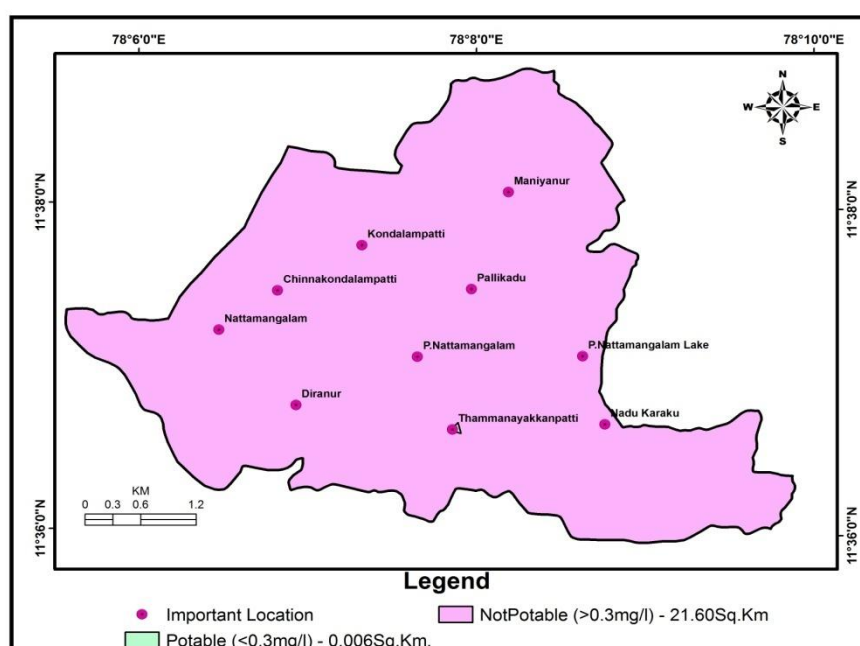 78°6'0"E 78°8'0"E 78°10'0"E
N
W E
S
11°38'0"N
11°38'0"N
Maniyanur
Kondalampatti
Chinnakondalampatti
Pallikadu
Nattamangalam
P.Nattamangalam
P.Nattamangalam Lake
Diranur
Thammanayakkanpatti
Nadu Karaku
KM
0 0.3 0.6 1.2
11°36'0"N
11°36'0"N
Legend
Important Location
NotPotable (>0.3mg/l) - 21.60Sq.Km
Potable (<0.3mg/l) - 0.006Sq.Km.